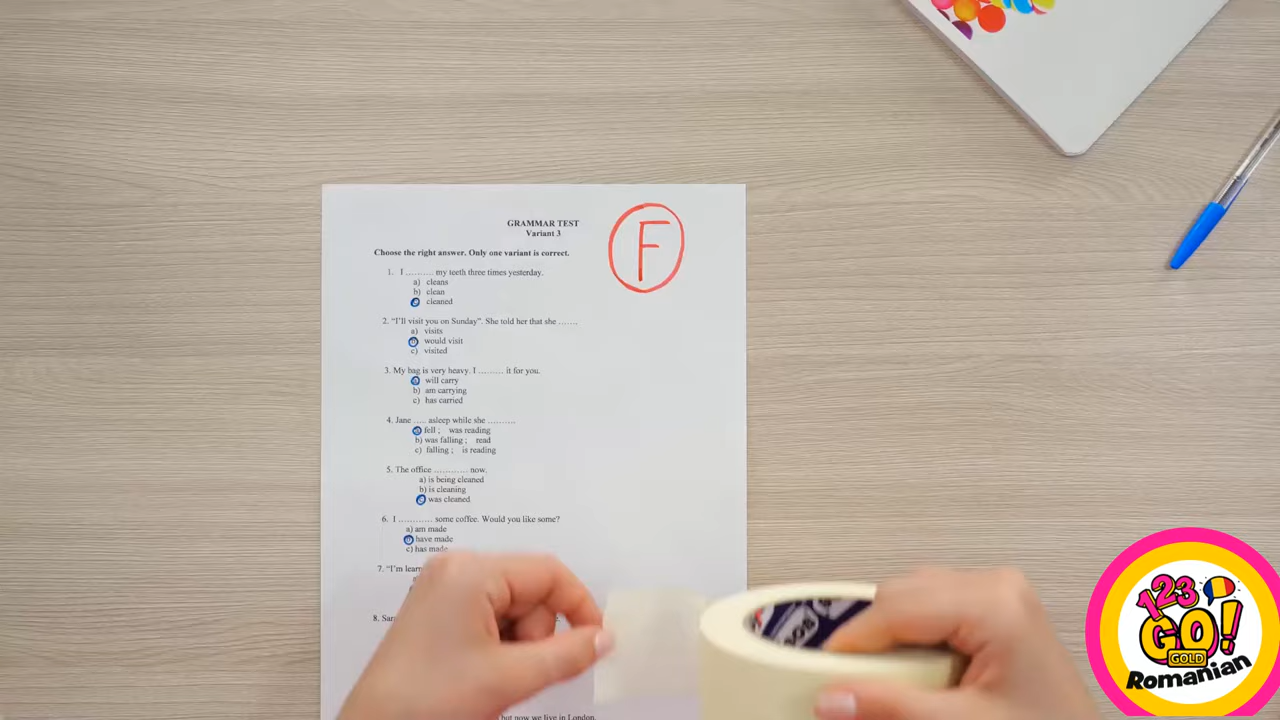 GRAMMAR TEST
Variant 3
F
Choose the right answer. Only one variant is correct.
1. I .......... my teeth three times yesterday.
a) cleans
b) clean
cleaned
2. "I'll visit you on Sunday". She told her that she .......
a) visits
would visit
c) visited
3. My bag is very heavy. I ......... it for you.
will carry
b) am carrying
c) has carried
4. Jane ..... asleep while she ..........
fell ; was reading
b) was falling ; read
c) falling ; is reading
5. The office ............ now.
a) is being cleaned
b) is cleaning
was cleaned
6. I ............ some coffee. Would you like some?
a) am made
have made
c) has made
7. "I'm
8.
but now we live in London.
123
GO!
GOLD
Romanian